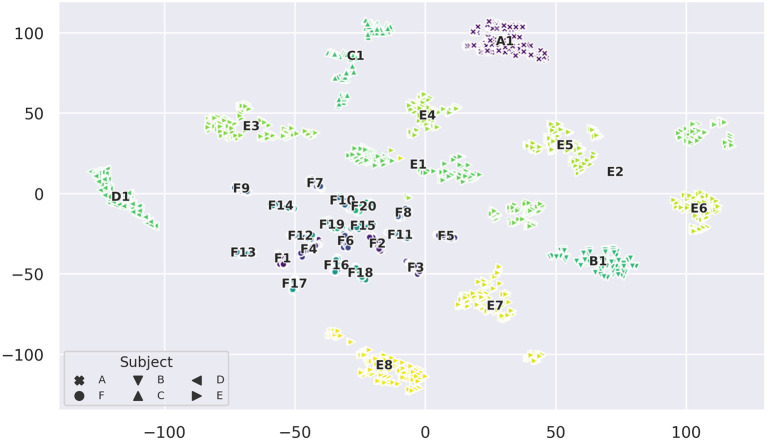 100
50
0
−50
−100
−100
−50
0
50
100
A1
C1
E4
E3
E5
E1
E2
D1
F9
F7
F10
F20
F14
F8
E6
F19
F15
F12
F11
F5
F6
F2
F4
F13
F1
B1
F16
F3
F18
F17
E7
E8
Subject
A B D
F C E